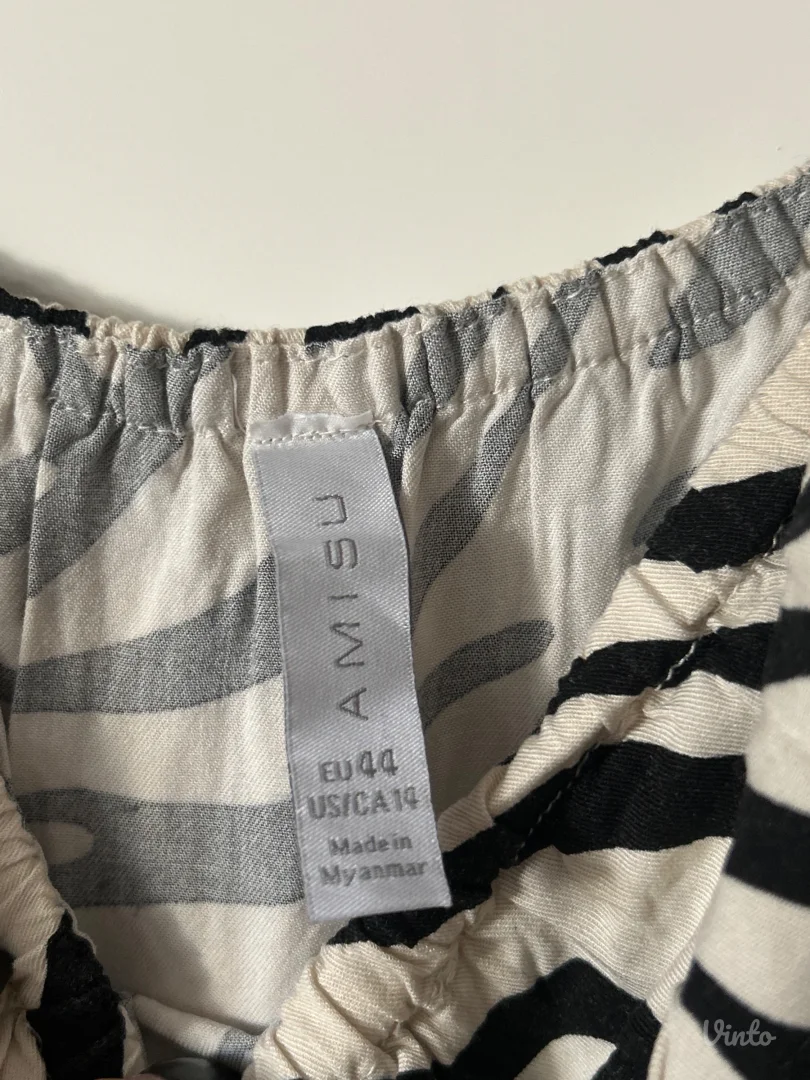 AMISU
EU 44
US/CA 14
Made in
Myanmar
Vinto